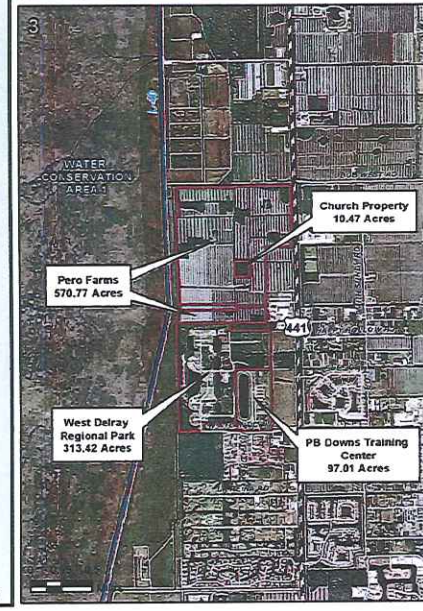 3
WATER
CONSERVATION
AREA 1
Church Property
10.47 Acres
Pero Farms
570.77 Acres
441
West Delray
Regional Park
313.42 Acres
PB Downs Training
Center
97.01 Acres